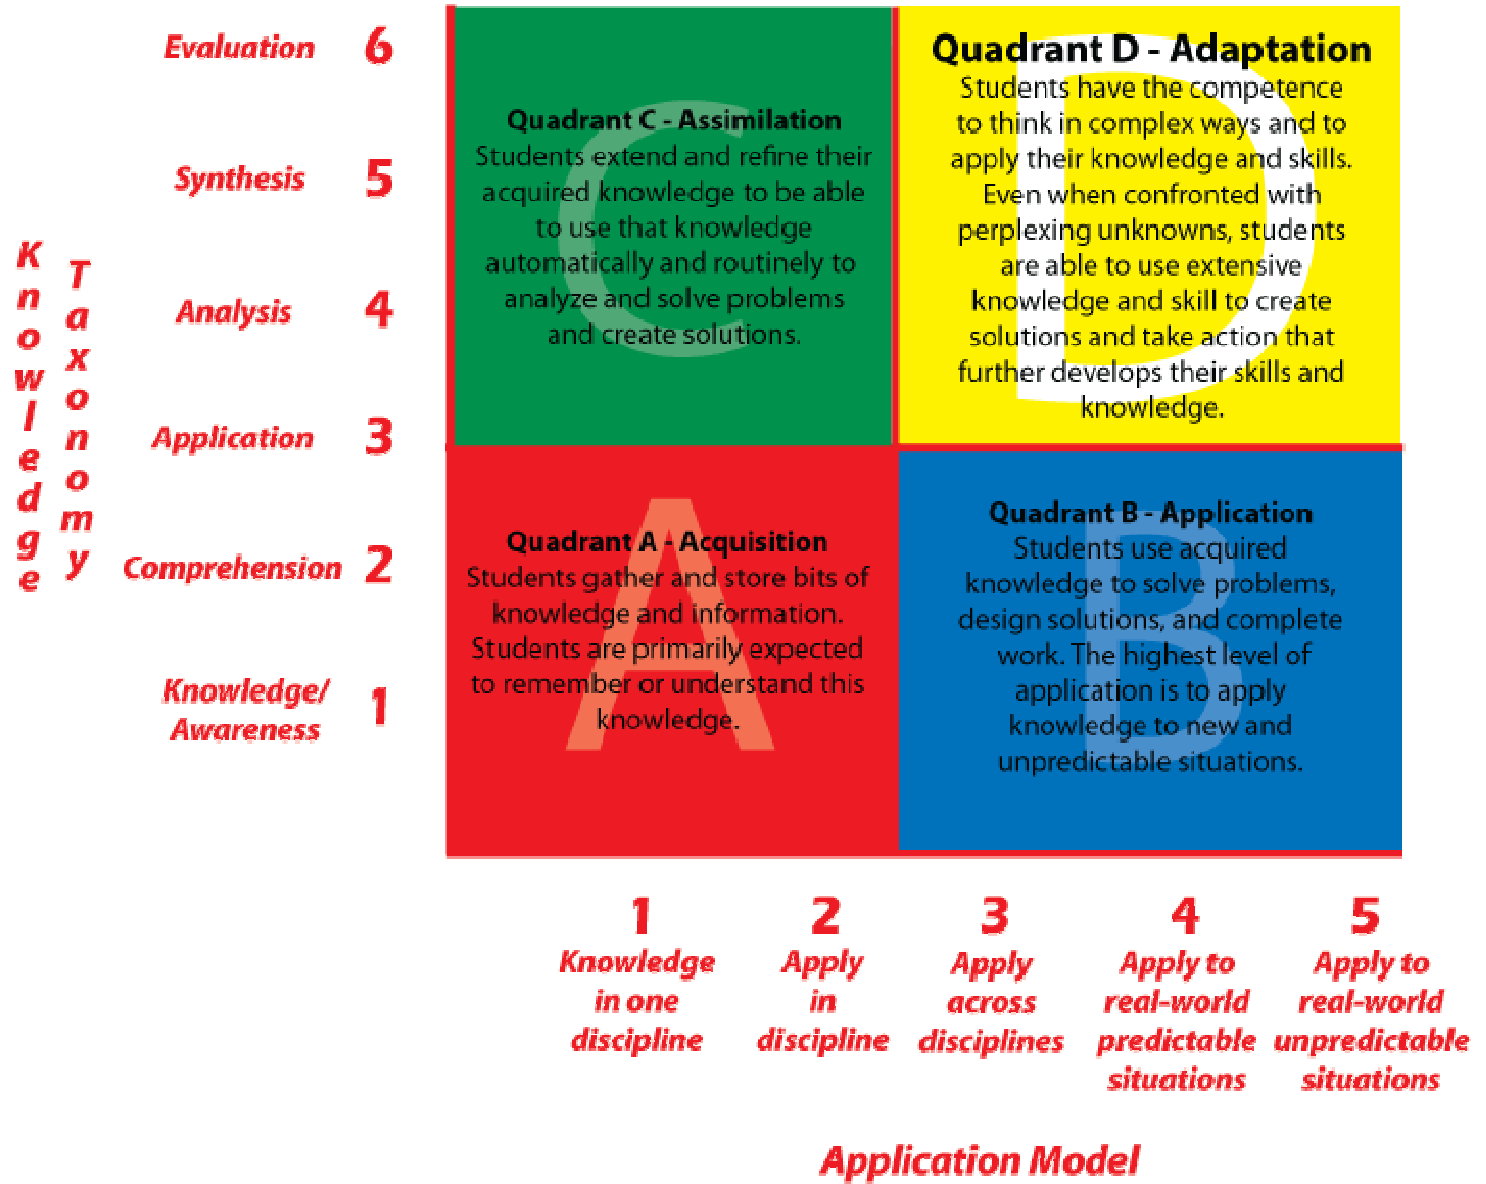 Knowledge
Taxonomy
Evaluation 6
Synthesis 5
Analysis 4
Application 3
Comprehension 2
Knowledge/
Awareness 1
C
Quadrant C - Assimilation
Students extend and refine their
acquired knowledge to be able
to use that knowledge
automatically and routinely to
analyze and solve problems
and create solutions.
D
Quadrant D - Adaptation
Students have the competence
to think in complex ways and to
apply their knowledge and skills.
Even when confronted with
perplexing unknowns, students
are able to use extensive
knowledge and skill to create
solutions and take action that
further develops their skills and
knowledge.
A
Quadrant A - Acquisition
Students gather and store bits of
knowledge and information.
Students are primarily expected
to remember or understand this
knowledge.
B
Quadrant B - Application
Students use acquired
knowledge to solve problems,
design solutions, and complete
work. The highest level of
application is to apply
knowledge to new and
unpredictable situations.
1
Knowledge
in one
discipline
2
Apply
in
discipline
3
Apply
across
disciplines
4
Apply to
real-world
predictable
situations
5
Apply to
real-world
unpredictable
situations
Application Model